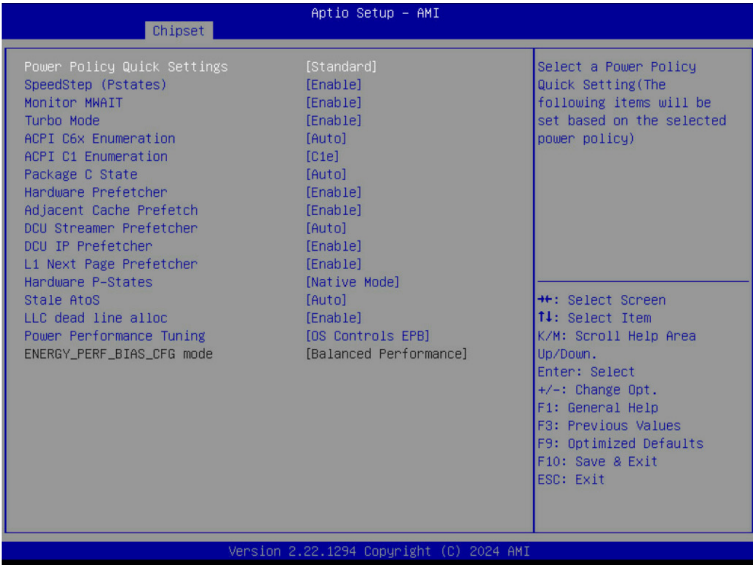 Aptio Setup - AMI
Chipset
Power Policy Quick Settings [Standard]
SpeedStep (Pstates) [Enable]
Monitor MWAIT [Enable]
Turbo Mode [Enable]
ACPI C6x Enumeration [Auto]
ACPI C1 Enumeration [C1e]
Package C State [Auto]
Hardware Prefetcher [Enable]
Adjacent Cache Prefetch [Enable]
DCU Streamer Prefetcher [Auto]
DCU IP Prefetcher [Enable]
L1 Next Page Prefetcher [Enable]
Hardware P-States [Native Mode]
Stale AtoS [Auto]
LLC dead line alloc [Enable]
Power Performance Tuning [OS Controls EPB]
ENERGY_PERF_BIAS_CFG mode [Balanced Performance]
Select a Power Policy
Quick Setting(The
following items will be
set based on the selected
power policy)
→←: Select Screen
↑↓: Select Item
K/M: Scroll Help Area
Up/Down.
Enter: Select
+/-: Change Opt.
F1: General Help
F3: Previous Values
F9: Optimized Defaults
F10: Save & Exit
ESC: Exit
Version 2.22.1294 Copyright (C) 2024 AMI